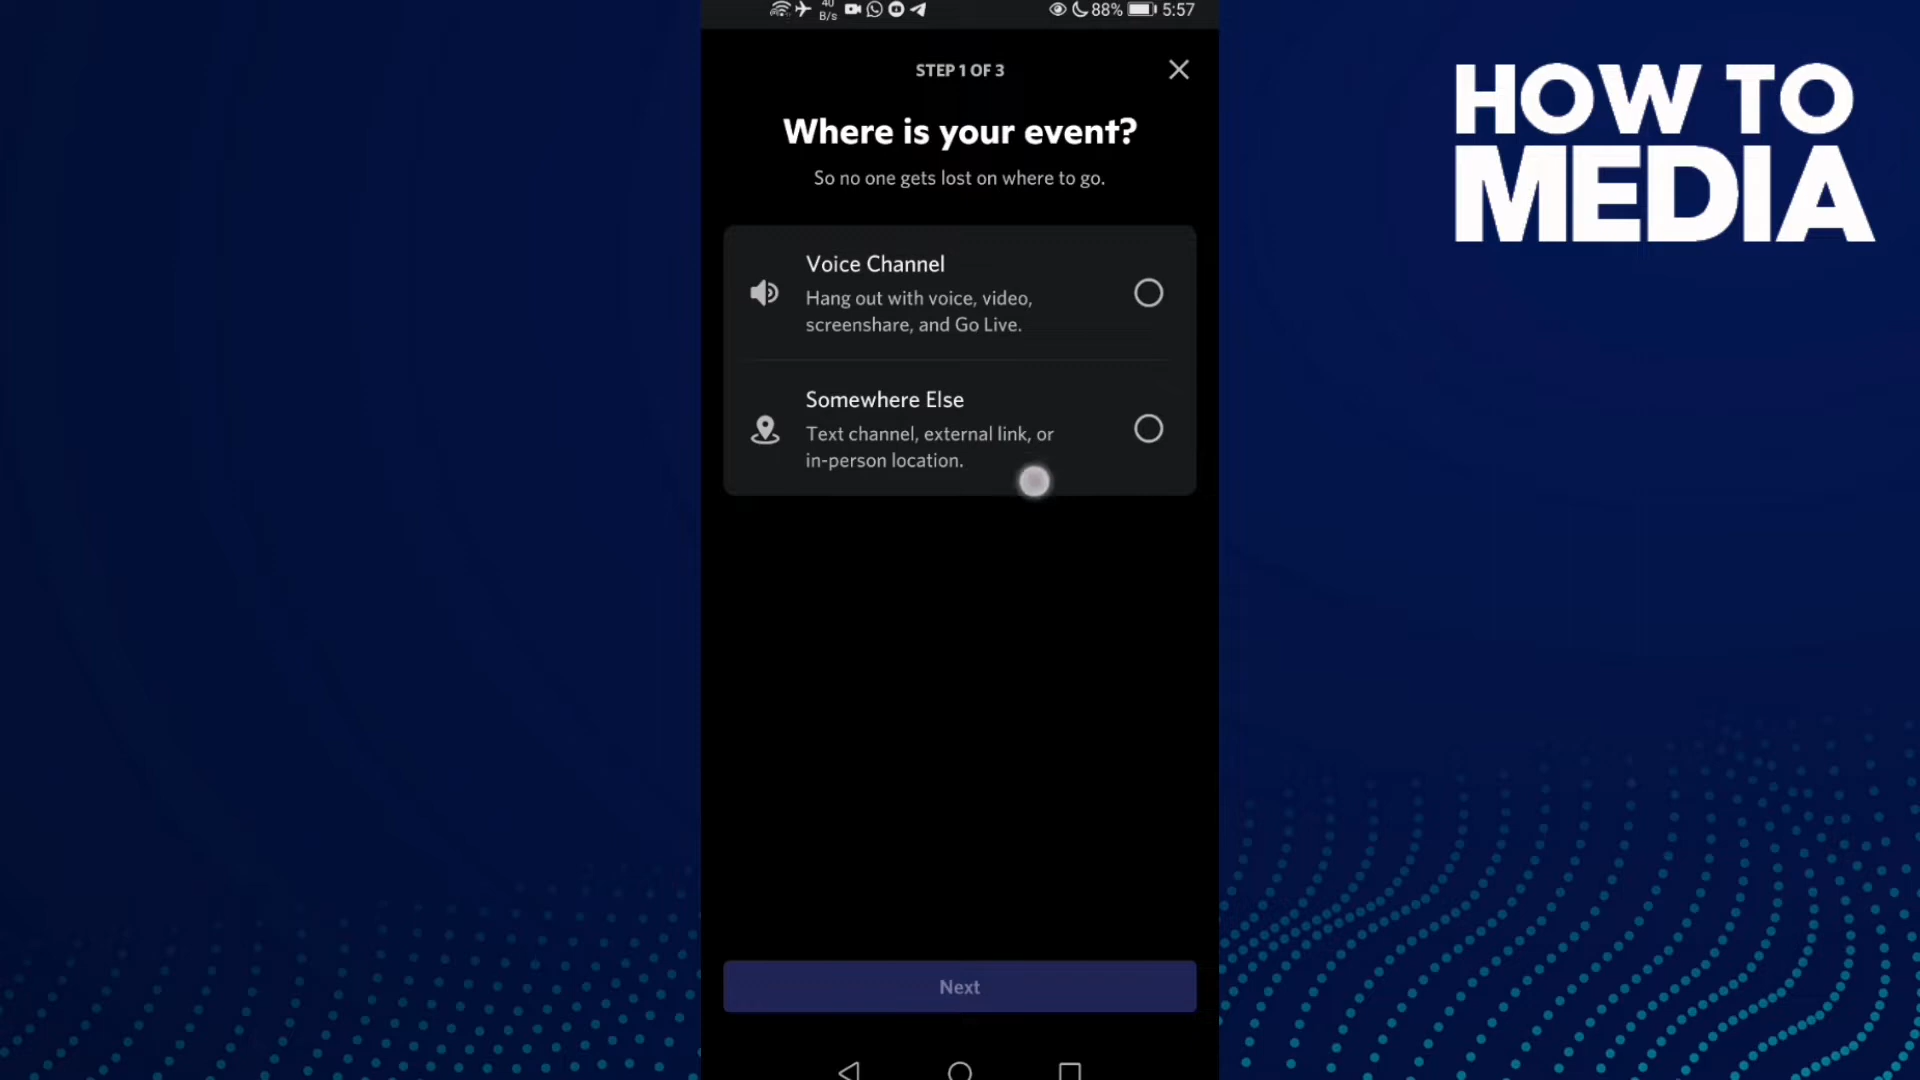 40
B/s
88%
5:57
STEP 1 OF 3
Where is your event?
So no one gets lost on where to go.
Voice Channel
Hang out with voice, video,
screenshare, and Go Live.
Somewhere Else
Text channel, external link, or
in-person location.
Next
HOW TO
MEDIA